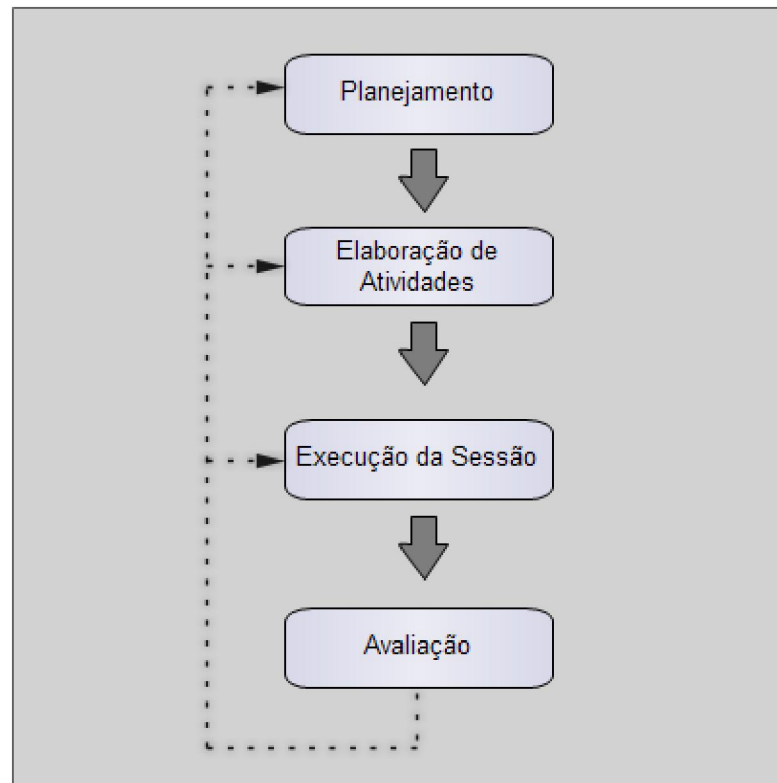 Planejamento
Elaboração de
Atividades
Execução da Sessão
Avaliação